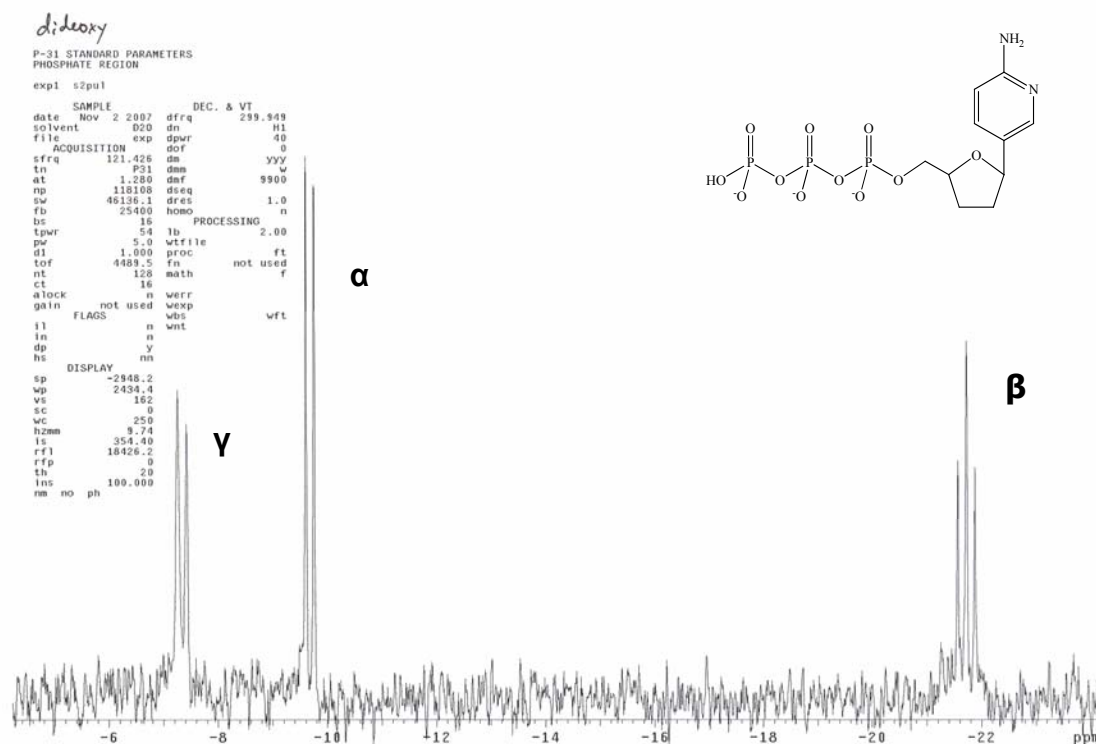 dideoxy
P-31 STANDARD PARAMETERS
PHOSPHATE REGION
exp1 s2pul
SAMPLE DEC. & VT
date Nov 2 2007 dfrq 299.949
solvent D2O dn H1
file exp dpwr 40
ACQUISITION dof 0
sfrq 121.426 dm yyy
tn P31 dmm w
at 1.280 dmf 9900
np 118108 dseq
sw 46136.1 dres 1.0
fb 25400 homo n
bs 16 PROCESSING
tpwr 54 lb 2.00
pw 5.0 wtfile
d1 1.000 proc ft
tof 4489.5 fn not used
nt 128 math f
ct 16
alock n werr
gain not used wexp
FLAGS wbs wft
il n wnt
in n
dp y
hs nn
DISPLAY
sp -2948.2
wp 2434.4
vs 162
sc 0
wc 250
hzmm 9.74
is 354.40
rfl 18426.2
rfp 0
th 20
ins 100.000
nm no ph
NH2
N
O O O O
HO P O P O P O
-O -O -O
α
β
γ
-6 -8 -10 -12 -14 -16 -18 -20 -22 ppm